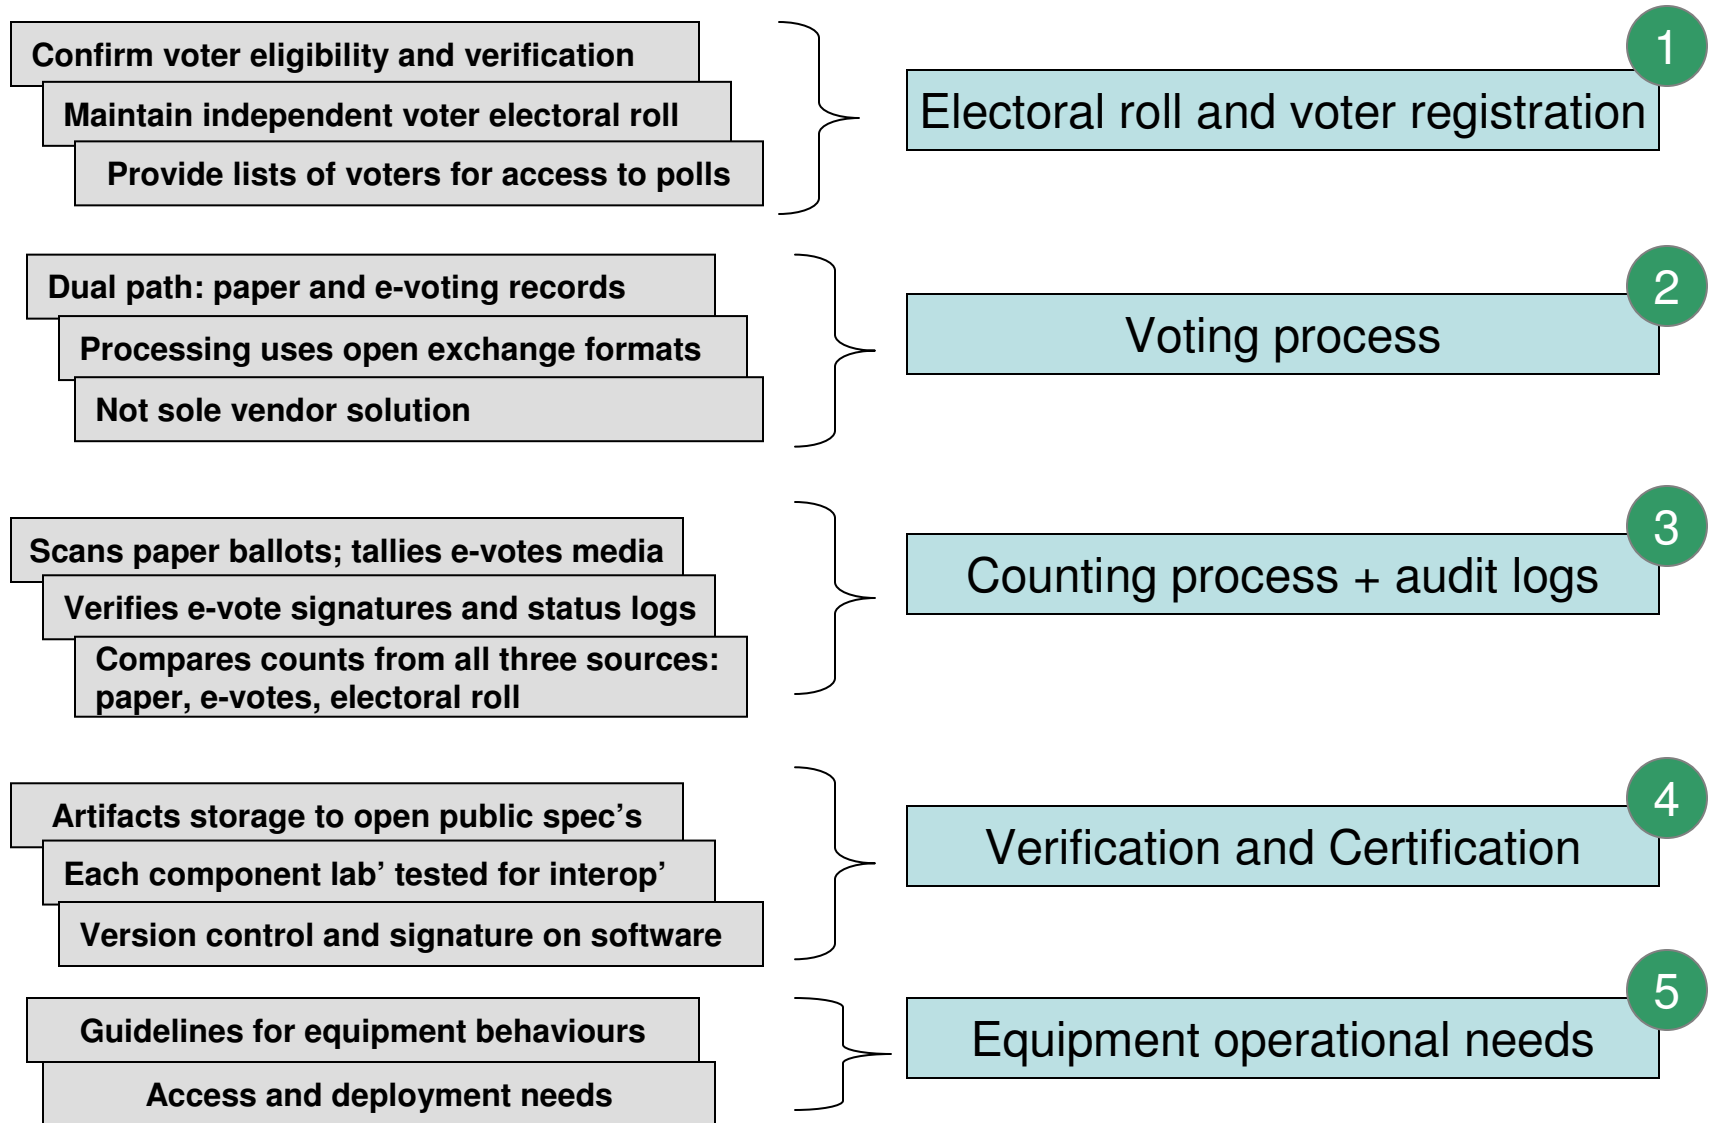 Confirm voter eligibility and verification
Maintain independent voter electoral roll
Provide lists of voters for access to polls
1
Electoral roll and voter registration
Dual path: paper and e-voting records
Processing uses open exchange formats
Not sole vendor solution
2
Voting process
Scans paper ballots; tallies e-votes media
Verifies e-vote signatures and status logs
Compares counts from all three sources:
paper, e-votes, electoral roll
3
Counting process + audit logs
Artifacts storage to open public spec’s
Each component lab’ tested for interop’
Version control and signature on software
4
Verification and Certification
Guidelines for equipment behaviours
Access and deployment needs
5
Equipment operational needs